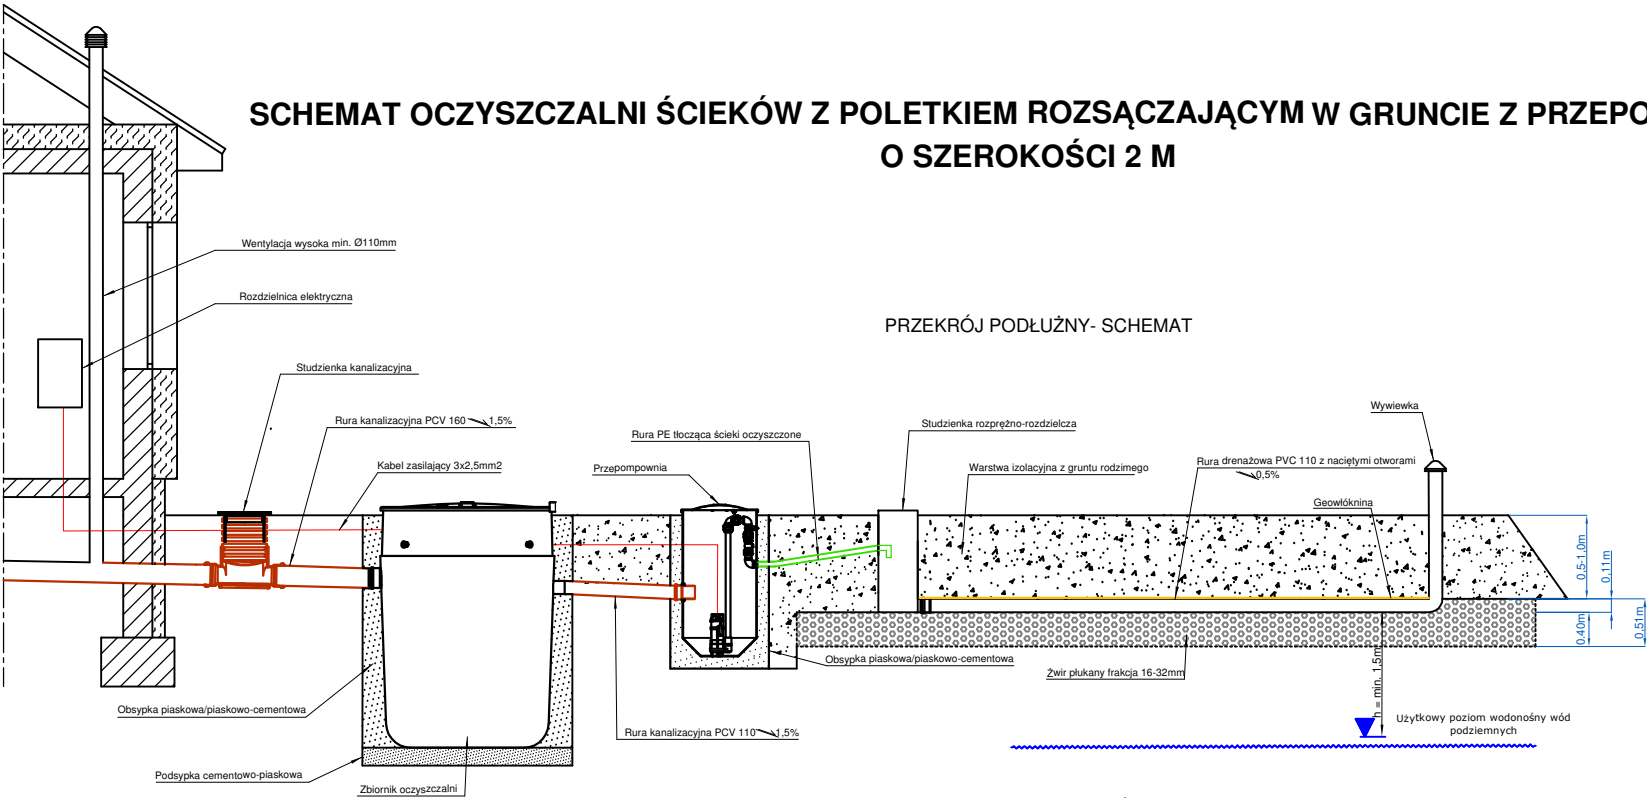 SCHEMAT OCZYSZCZALNI ŚCIEKÓW Z POLETKIEM ROZSĄCZAJĄCYM W GRUNCIE Z PRZEPO
O SZEROKOŚCI 2 M
PRZEKRÓJ PODŁUŻNY- SCHEMAT
Wentylacja wysoka min. Ø110mm
Rozdzielnica elektryczna
Studzienka kanalizacyjna
Rura kanalizacyjna PCV 160 1,5%
Kabel zasilający 3x2,5mm2
Rura PE tłocząca ścieki oczyszczone
Przepompownia
Studzienka rozprężno-rozdzielcza
Warstwa izolacyjna z gruntu rodzimego
Rura drenażowa PVC 110 z naciętymi otworami
0,5%
Wywiewka
Geowłóknina
0,5-1,0m
0,11m
0,40m
0,51m
Obsypka piaskowa/piaskowo-cementowa
Żwir płukany frakcja 16-32mm
h = min. 1,5m
Użytkowy poziom wodonośny wód
podziemnych
Obsypka piaskowa/piaskowo-cementowa
Rura kanalizacyjna PCV 110 1,5%
Podsypka cementowo-piaskowa
Zbiornik oczyszczalni